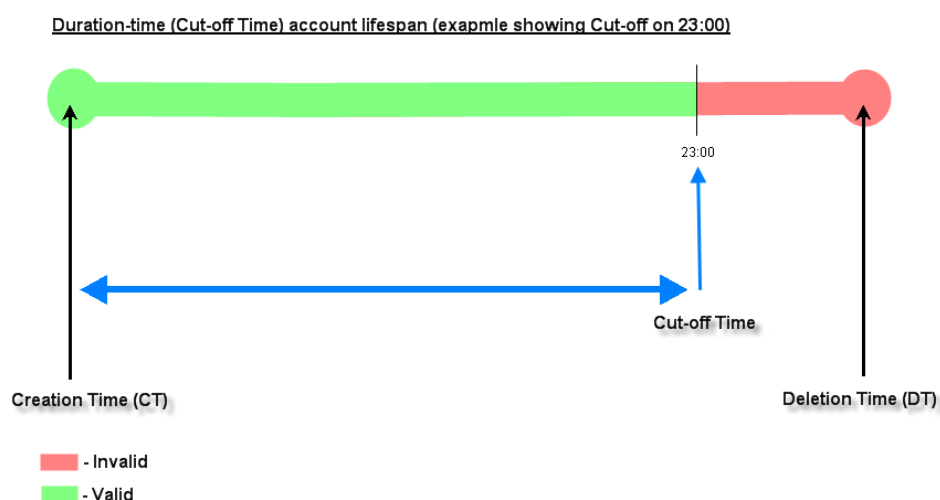 Duration-time (Cut-off Time) account lifespan (exapmle showing Cut-off on 23:00)
23:00
Cut-off Time
Creation Time (CT)
Deletion Time (DT)
- Invalid
- Valid